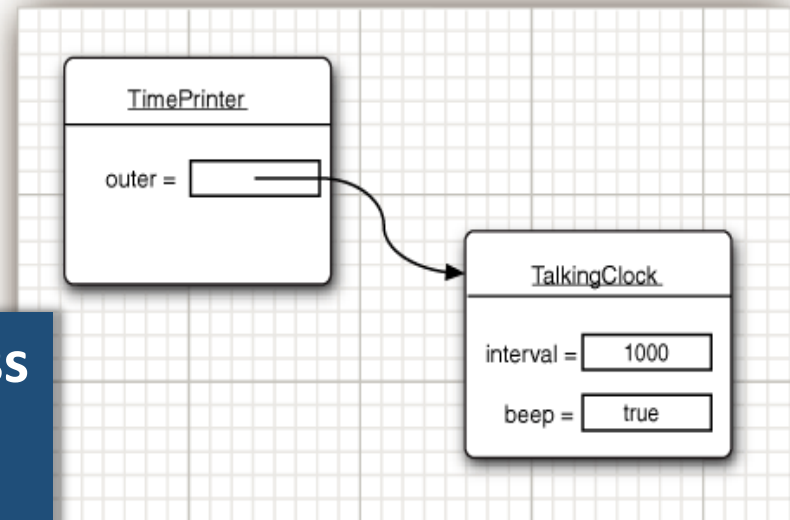 TimePrinter
outer =
TalkingClock
interval = 1000
beep = true